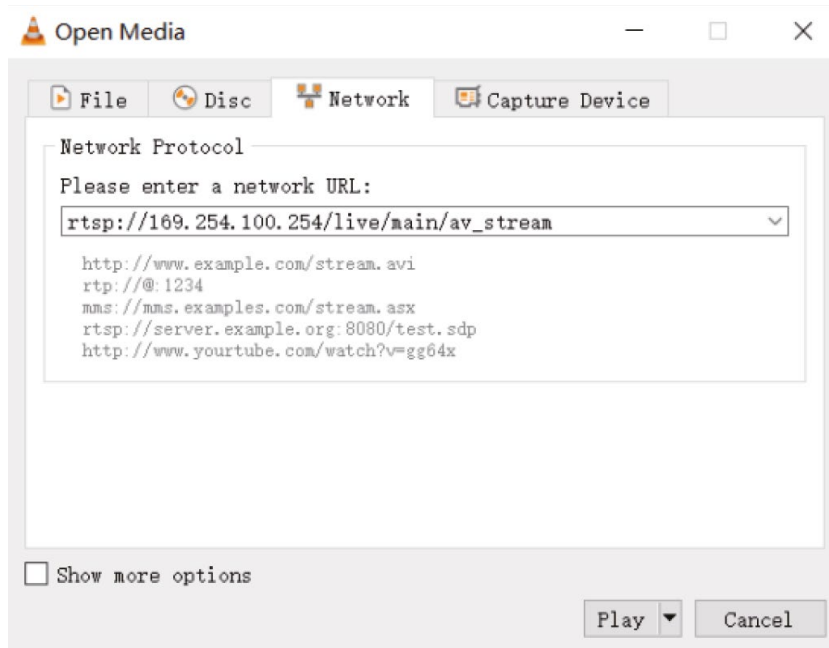 Open Media
File Disc Network Capture Device
Network Protocol
Please enter a network URL:
rtsp://169.254.100.254/live/main/av_stream
http://www.example.com/stream.avi
rtp://@:1234
mms://mms.examples.com/stream.asx
rtsp://server.example.org:8080/test.sdp
http://www.yourtube.com/watch?v=gg64x
Show more options
Play Cancel